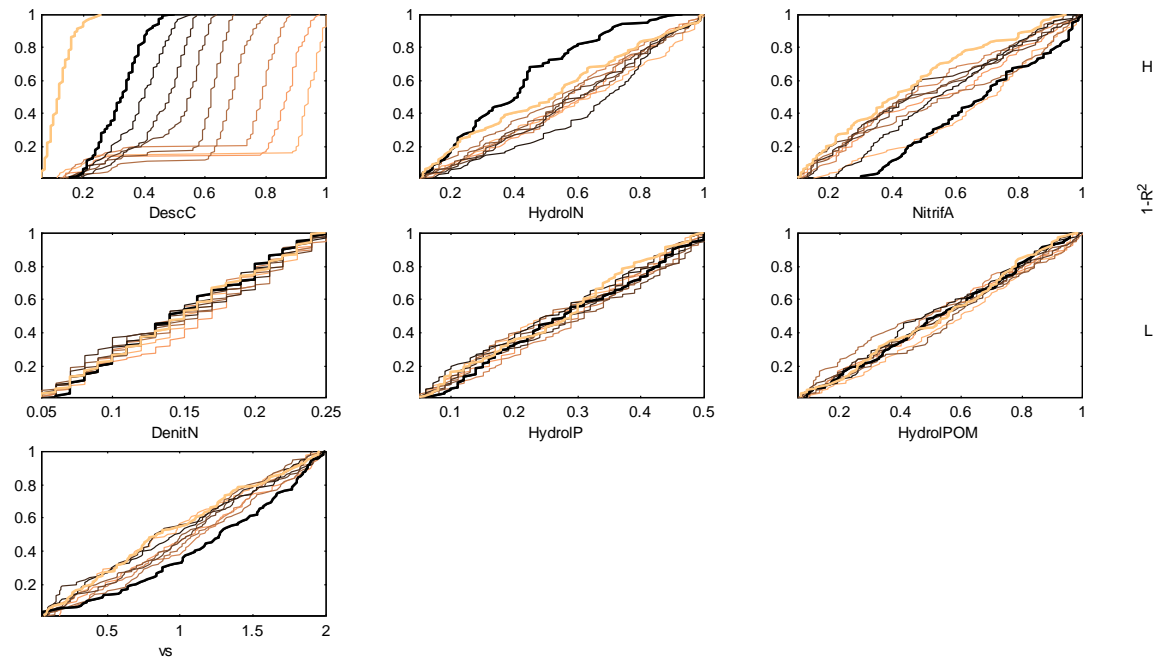 1 1 1
0.8 0.8 0.8
0.6 0.6 0.6
0.4 0.4 0.4
0.2 0.2 0.2
0.2 0.4 0.6 0.8 1 0.2 0.4 0.6 0.8 1 0.2 0.4 0.6 0.8 1
DescC HydrolN NitrifA
H
1-R²
L
1 1 1
0.8 0.8 0.8
0.6 0.6 0.6
0.4 0.4 0.4
0.2 0.2 0.2
0.05 0.1 0.15 0.2 0.25 0.1 0.2 0.3 0.4 0.5 0.2 0.4 0.6 0.8 1
DenitN HydrolP HydrolPOM
1
0.8
0.6
0.4
0.2
0.5 1 1.5 2
vs